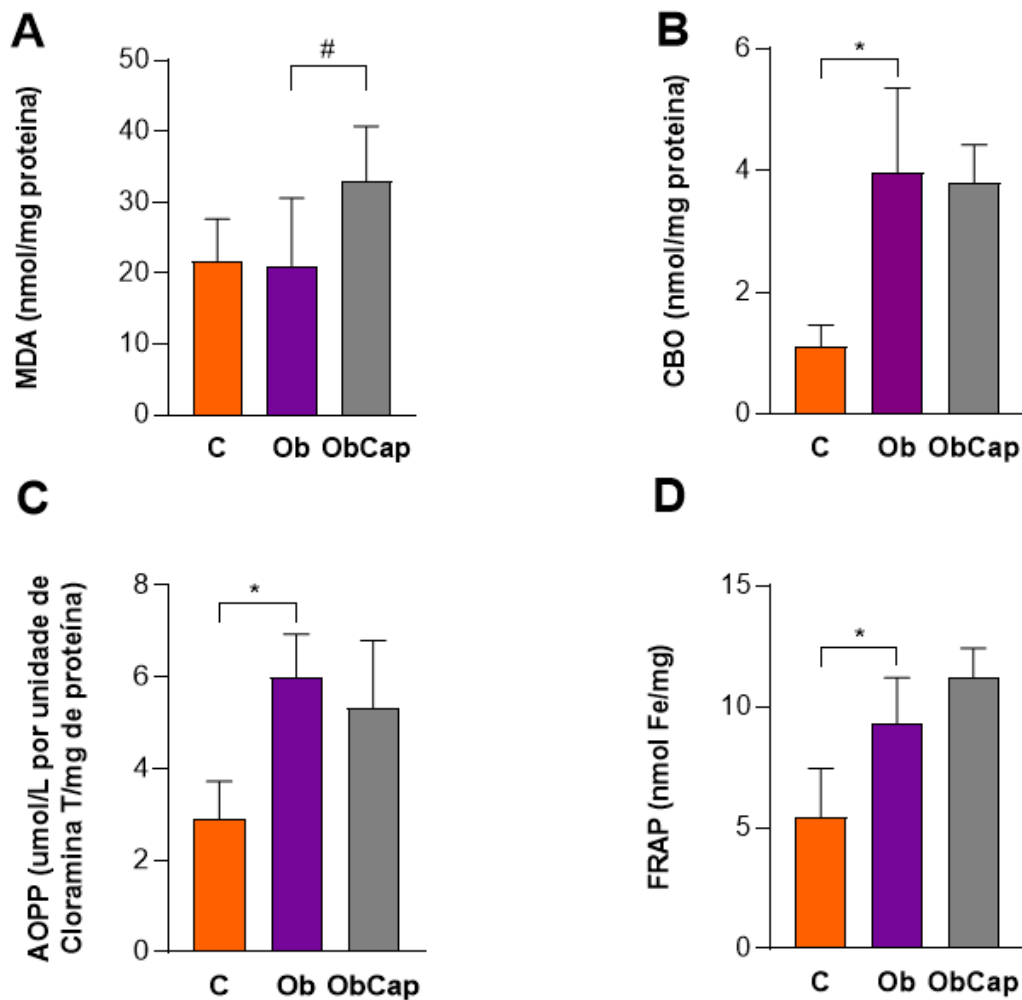 A
MDA (nmol/mg proteina)
50
40
30
20
10
0
#
C Ob ObCap
B
CBO (nmol/mg proteina)
6
4
2
0
*
C Ob ObCap
C
AOPP (umol/L por unidade de
Cloramina T/mg de proteína)
8
6
4
2
0
*
C Ob ObCap
D
FRAP (nmol Fe/mg)
15
10
5
0
*
C Ob ObCap